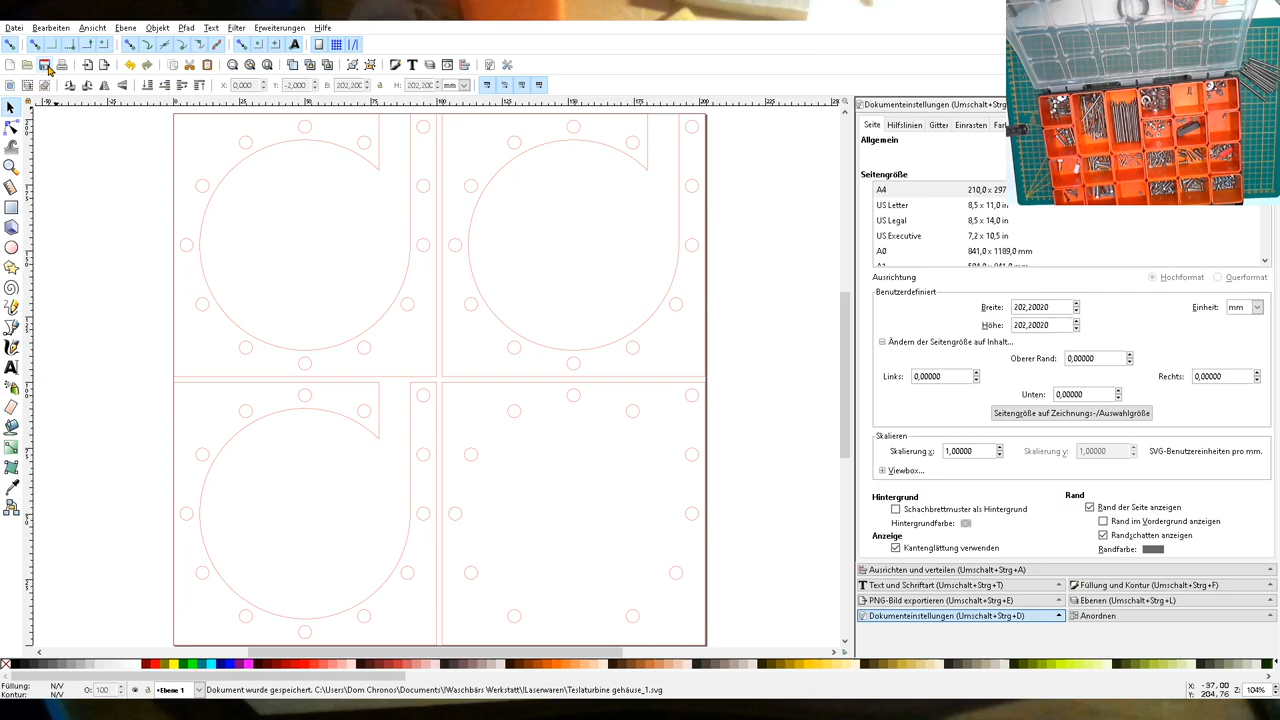 Datei Bearbeiten Ansicht Ebene Objekt Pfad Text Filter Erweiterungen Hilfe
X: 0,000 Y: -2,000 B: 202,200 H: 202,200 mm
Dokumenteinstellungen (Umschalt+Strg+
Seite Hilfslinien Gitter Einrasten Farl
Allgemein
Seitengröße
A4 210,0 x 297
US Letter 8,5 x 11,0 in
US Legal 8,5 x 14,0 in
US Executive 7,2 x 10,5 in
A0 841,0 x 1189,0 mm
Ausrichtung Hochformat Querformat
Benutzerdefiniert
Breite: 202,20020 Einheit: mm
Höhe: 202,20020
Ändern der Seitengröße auf Inhalt...
Oberer Rand: 0,00000
Links: 0,00000 Rechts: 0,00000
Unten: 0,00000
Seitengröße auf Zeichnungs-/Auswahlgröße
Skalieren
Skalierung x: 1,00000 Skalierung y: 1,00000 SVG-Benutzereinheiten pro mm.
Viewbox...
Hintergrund
Schachbrettmuster als Hintergrund
Hintergrundfarbe:
Anzeige
Kantenglättung verwenden
Rand
Rand der Seite anzeigen
Rand im Vordergrund anzeigen
Randschatten anzeigen
Randfarbe:
Ausrichten und verteilen (Umschalt+Strg+A)
Text und Schriftart (Umschalt+Strg+T) Füllung und Kontur (Umschalt+Strg+F)
PNG-Bild exportieren (Umschalt+Strg+E) Ebenen (Umschalt+Strg+L)
Dokumenteinstellungen (Umschalt+Strg+D) Anordnen
Füllung: N/V
Kontur: N/V
O: 100 •Ebene 1 Dokument wurde gespeichert. C:\Users\Dom Chronos\Documents\!Waschbärs Werkstatt\!Laserwaren\Teslaturbine gehäuse_1.svg
X: -37,00
Y: 204,76
Z: 104%